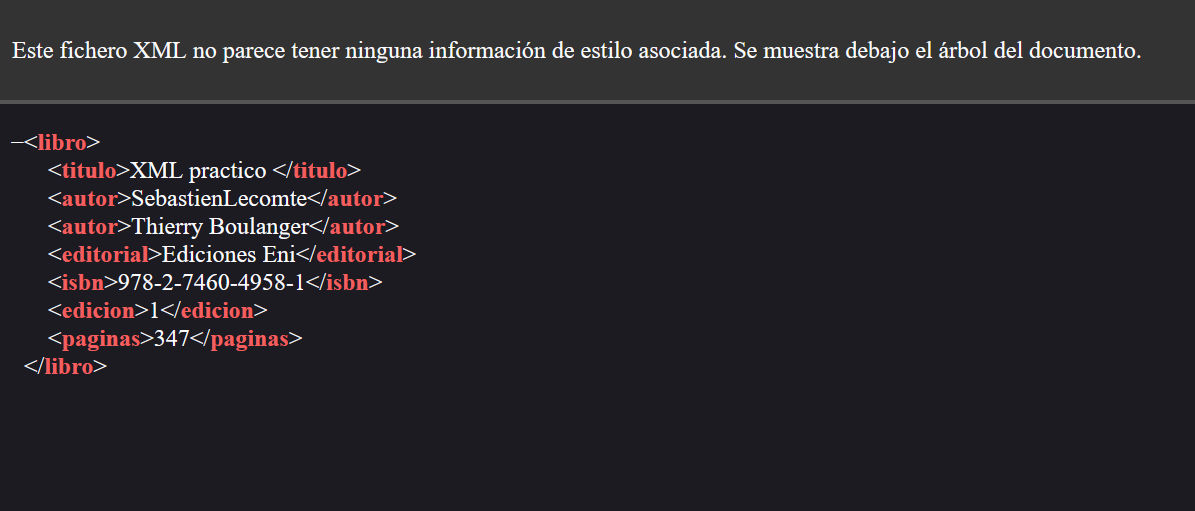 Este fichero XML no parece tener ninguna información de estilo asociada. Se muestra debajo el árbol del documento.
–<libro>
<titulo>XML practico </titulo>
<autor>SebastienLecomte</autor>
<autor>Thierry Boulanger</autor>
<editorial>Ediciones Eni</editorial>
<isbn>978-2-7460-4958-1</isbn>
<edicion>1</edicion>
<paginas>347</paginas>
</libro>